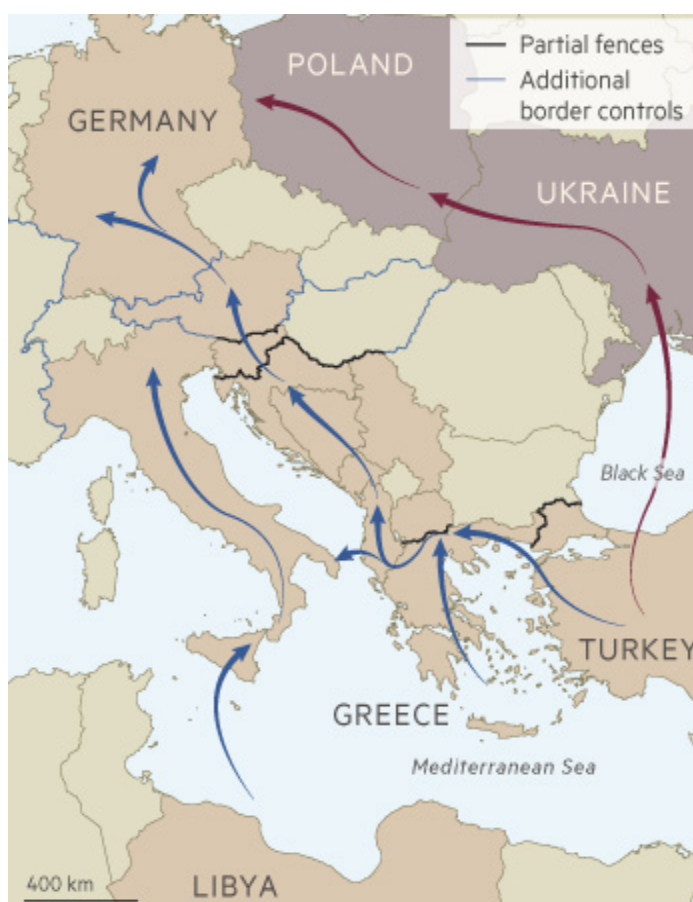 Partial fences
Additional
border controls
POLAND
GERMANY
UKRAINE
Black Sea
TURKEY
GREECE
Mediterranean Sea
400 km
LIBYA